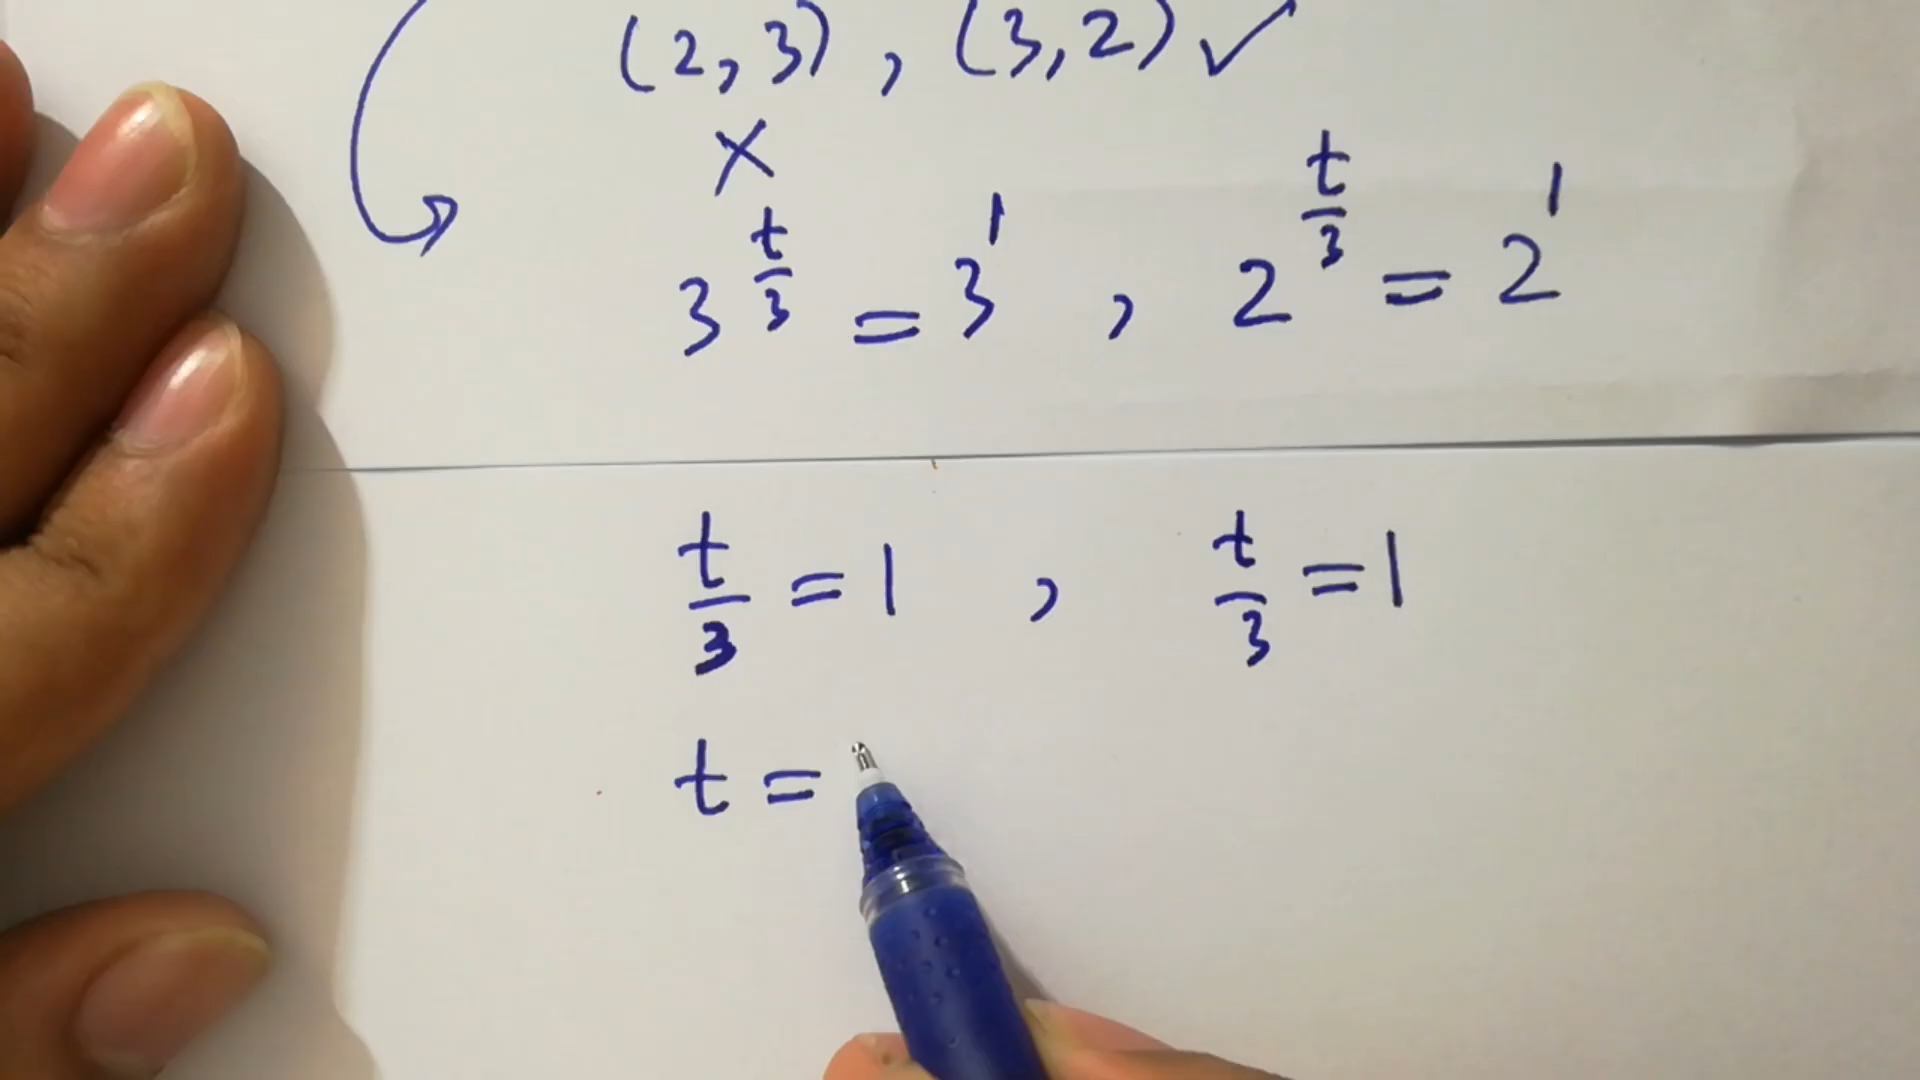 (2,3) , (3,2) ✓
×
3^(t/3) = 3^1 , 2^(t/3) = 2^1
t/3 = 1 , t/3 = 1
t =